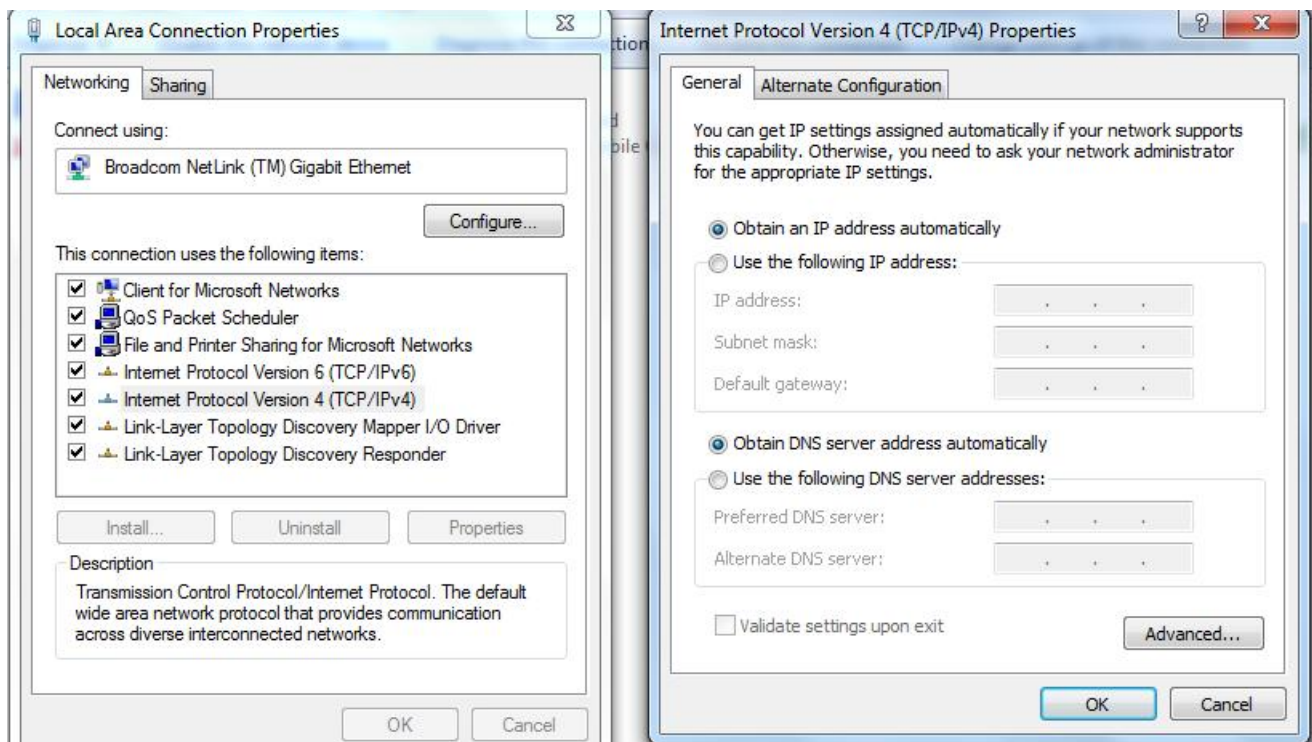 Local Area Connection Properties
Networking
Sharing
Connect using:
Broadcom NetLink (TM) Gigabit Ethernet
Configure...
This connection uses the following items:
Client for Microsoft Networks
QoS Packet Scheduler
File and Printer Sharing for Microsoft Networks
Internet Protocol Version 6 (TCP/IPv6)
Internet Protocol Version 4 (TCP/IPv4)
Link-Layer Topology Discovery Mapper I/O Driver
Link-Layer Topology Discovery Responder
Install...
Uninstall
Properties
Description
Transmission Control Protocol/Internet Protocol. The default
wide area network protocol that provides communication
across diverse interconnected networks.
OK
Cancel
Internet Protocol Version 4 (TCP/IPv4) Properties
General
Alternate Configuration
You can get IP settings assigned automatically if your network supports
this capability. Otherwise, you need to ask your network administrator
for the appropriate IP settings.
Obtain an IP address automatically
Use the following IP address:
IP address:
Subnet mask:
Default gateway:
Obtain DNS server address automatically
Use the following DNS server addresses:
Preferred DNS server:
Alternate DNS server:
Validate settings upon exit
Advanced...
OK
Cancel